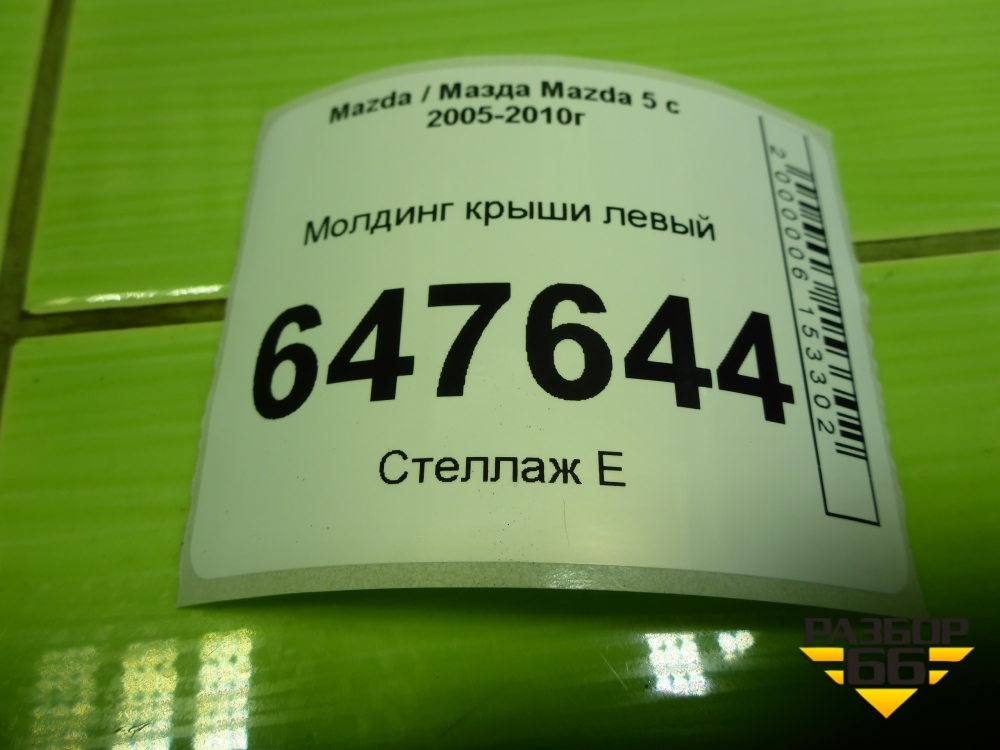 Mazda / Мазда Mazda 5 с
2005-2010г
Молдинг крыши левый
647644
Стеллаж Е
2000006153302
РАЗБОР
66